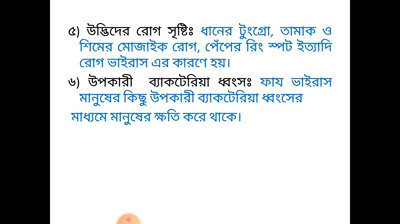 ৫) উদ্ভিদের রোগ সৃষ্টিঃ ধানের টুংগ্রো, তামাক ও
শিমের মোজাইক রোগ, পেঁপের রিং স্পট ইত্যাদি
রোগ ভাইরাস এর কারণে হয়।
৬) উপকারী ব্যাকটেরিয়া ধ্বংসঃ ফায ভাইরাস
মানুষের কিছু উপকারী ব্যাকটেরিয়া ধ্বংসের
মাধ্যমে মানুষের ক্ষতি করে থাকে।